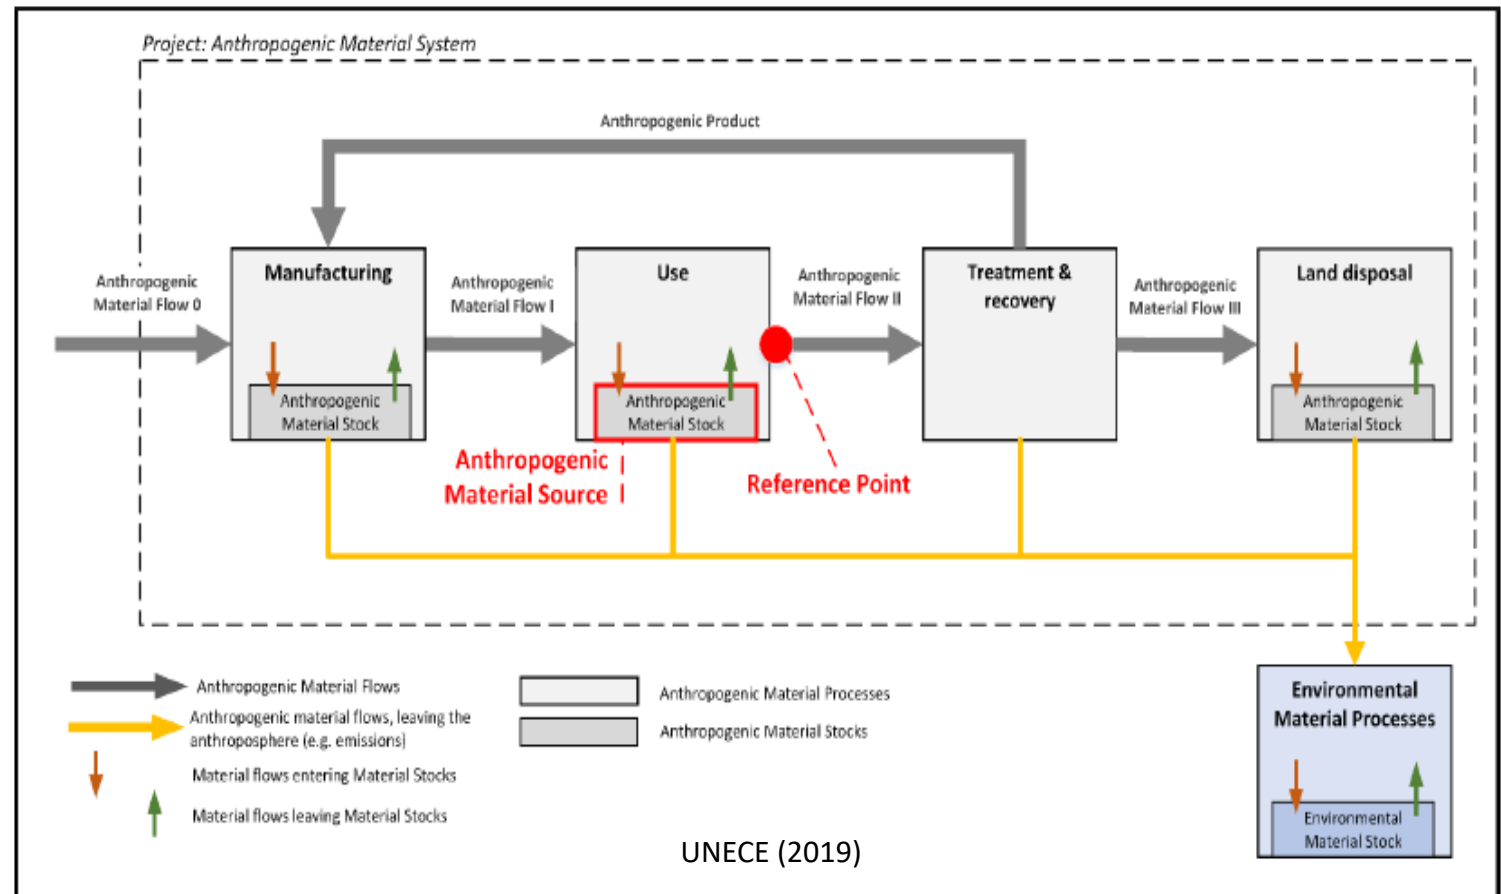 Project: Anthropogenic Material System
Anthropogenic Product
Anthropogenic
Material Flow 0
Manufacturing
Anthropogenic
Material Stock
Anthropogenic
Material Flow I
Use
Anthropogenic
Material Stock
Anthropogenic
Material Flow II
Treatment &
recovery
Anthropogenic
Material Flow III
Land disposal
Anthropogenic
Material Stock
Anthropogenic
Material Source
Reference Point
Anthropogenic Material Flows
Anthropogenic material flows, leaving the
anthroposphere (e.g. emissions)
Material flows entering Material Stocks
Material flows leaving Material Stocks
Anthropogenic Material Processes
Anthropogenic Material Stocks
Environmental
Material Processes
Environmental
Material Stock
UNECE (2019)